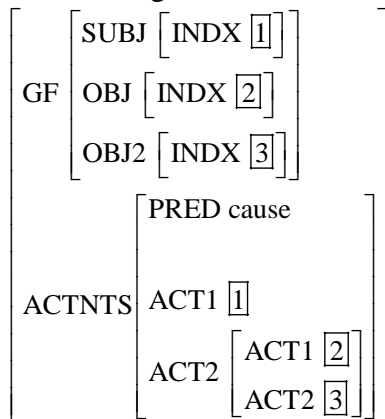 SUBJ [INDX 1]
GF OBJ [INDX 2]
OBJ2 [INDX 3]
PRED cause
ACTNTS ACT1 1
ACT2 ACT1 2
ACT2 3